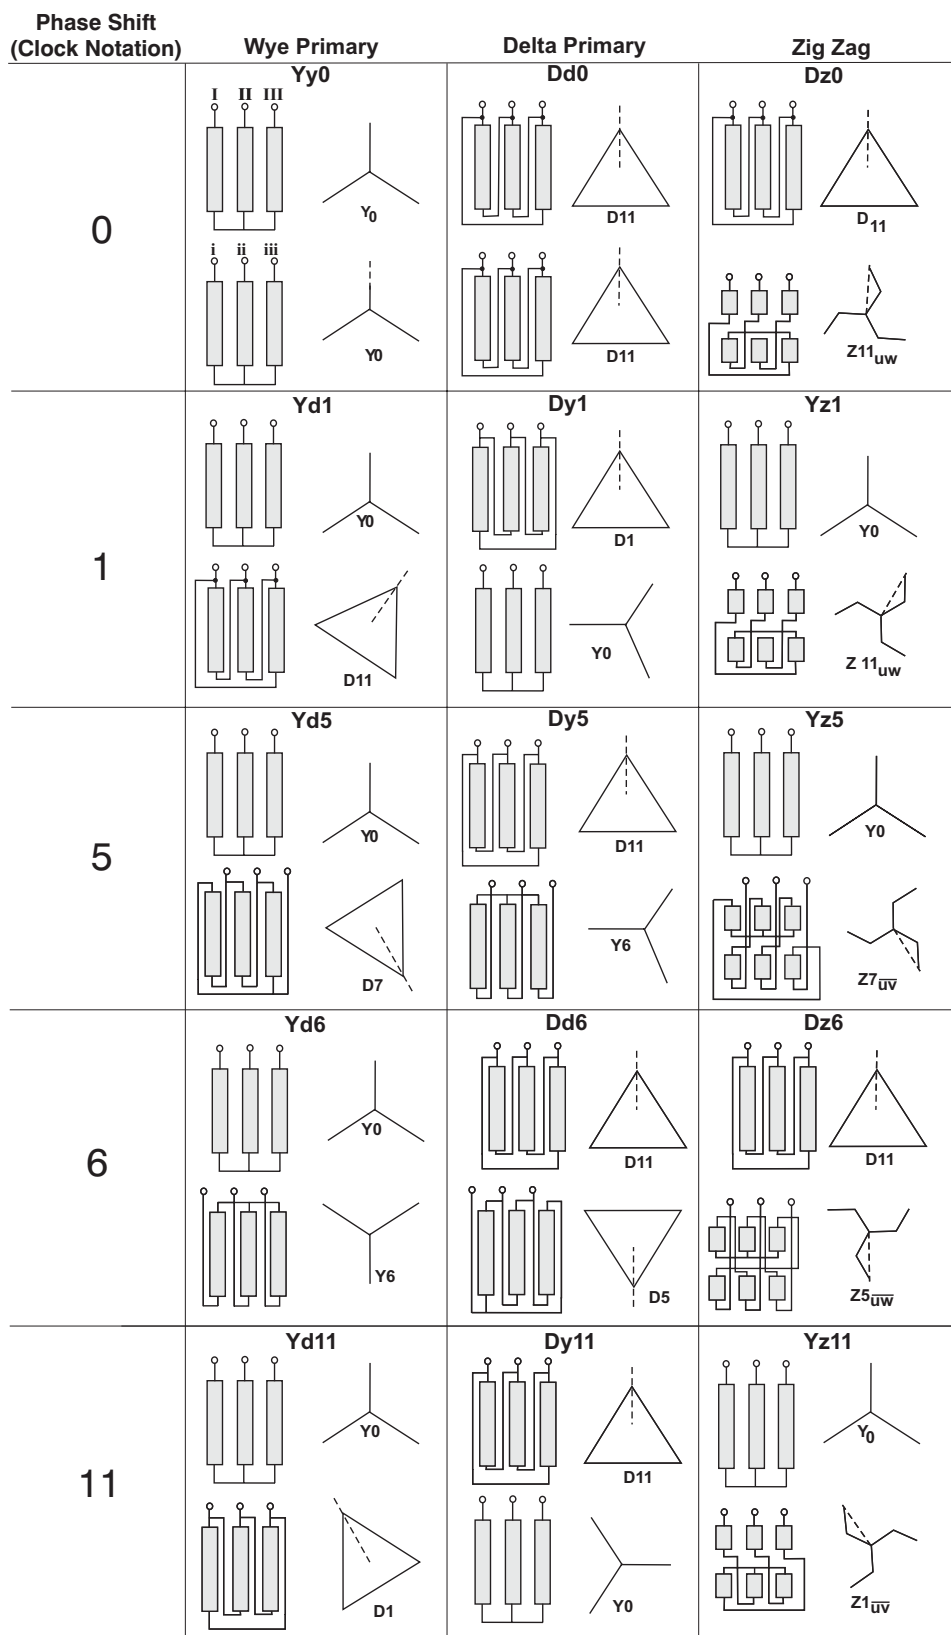 Phase Shift
(Clock Notation)
Wye Primary
Delta Primary
Zig Zag
0
Yy0
I II III
Y0
i ii iii
Y0
Dd0
D11
D11
Dz0
D11
Z11uw
1
Yd1
Y0
D11
Dy1
D1
Y0
Yz1
Y0
Z 11uw
5
Yd5
Y0
D7
Dy5
D11
Y6
Yz5
Y0
Z7u̅v̅
6
Yd6
Y0
Y6
Dd6
D11
D5
Dz6
D11
Z5u̅w̅
11
Yd11
Y0
D1
Dy11
D11
Y0
Yz11
Y0
Z1u̅v̅